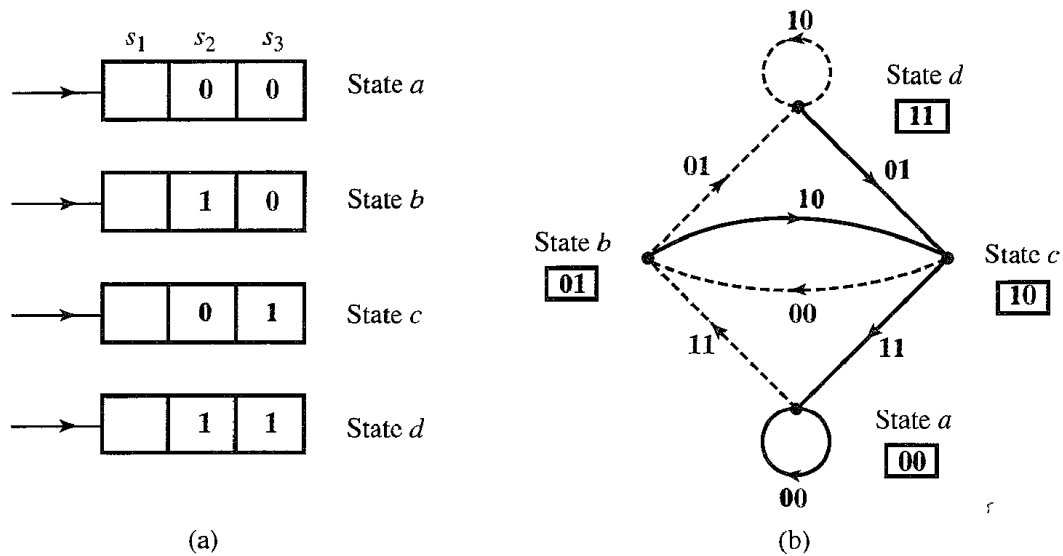 s1 s2 s3
0 0 State a
1 0 State b
0 1 State c
1 1 State d
(a)
10
State d
11
01
01
10
State b
01
State c
10
00
11
11
State a
00
00
(b)